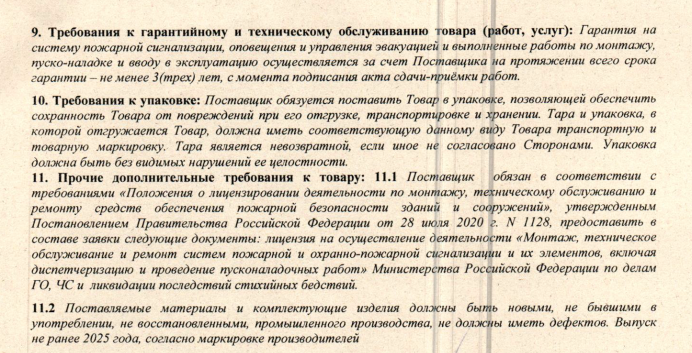 9. Требования к гарантийному и техническому обслуживанию товара (работ, услуг): Гарантия на
систему пожарной сигнализации, оповещения и управления эвакуацией и выполненные работы по монтажу,
пуско-наладке и вводу в эксплуатацию осуществляется за счет Поставщика на протяжении всего срока
гарантии – не менее 3(трех) лет, с момента подписания акта сдачи-приёмки работ.
10. Требования к упаковке: Поставщик обязуется поставить Товар в упаковке, позволяющей обеспечить
сохранность Товара от повреждений при его отгрузке, транспортировке и хранении. Тара и упаковка, в
которой отгружается Товар, должна иметь соответствующую данному виду Товара транспортную и
товарную маркировку. Тара является невозвратной, если иное не согласовано Сторонами. Упаковка
должна быть без видимых нарушений ее целостности.
11. Прочие дополнительные требования к товару: 11.1 Поставщик обязан в соответствии с
требованиями «Положения о лицензировании деятельности по монтажу, техническому обслуживанию и
ремонту средств обеспечения пожарной безопасности зданий и сооружений», утвержденным
Постановлением Правительства Российской Федерации от 28 июля 2020 г. N 1128, предоставить в
составе заявки следующие документы: лицензия на осуществление деятельности «Монтаж, техническое
обслуживание и ремонт систем пожарной и охранно-пожарной сигнализации и их элементов, включая
диспетчеризацию и проведение пусконаладочных работ» Министерства Российской Федерации по делам
ГО, ЧС и ликвидации последствий стихийных бедствий.
11.2 Поставляемые материалы и комплектующие изделия должны быть новыми, не бывшими в
употреблении, не восстановленными, промышленного производства, не должны иметь дефектов. Выпуск
не ранее 2025 года, согласно маркировке производителей